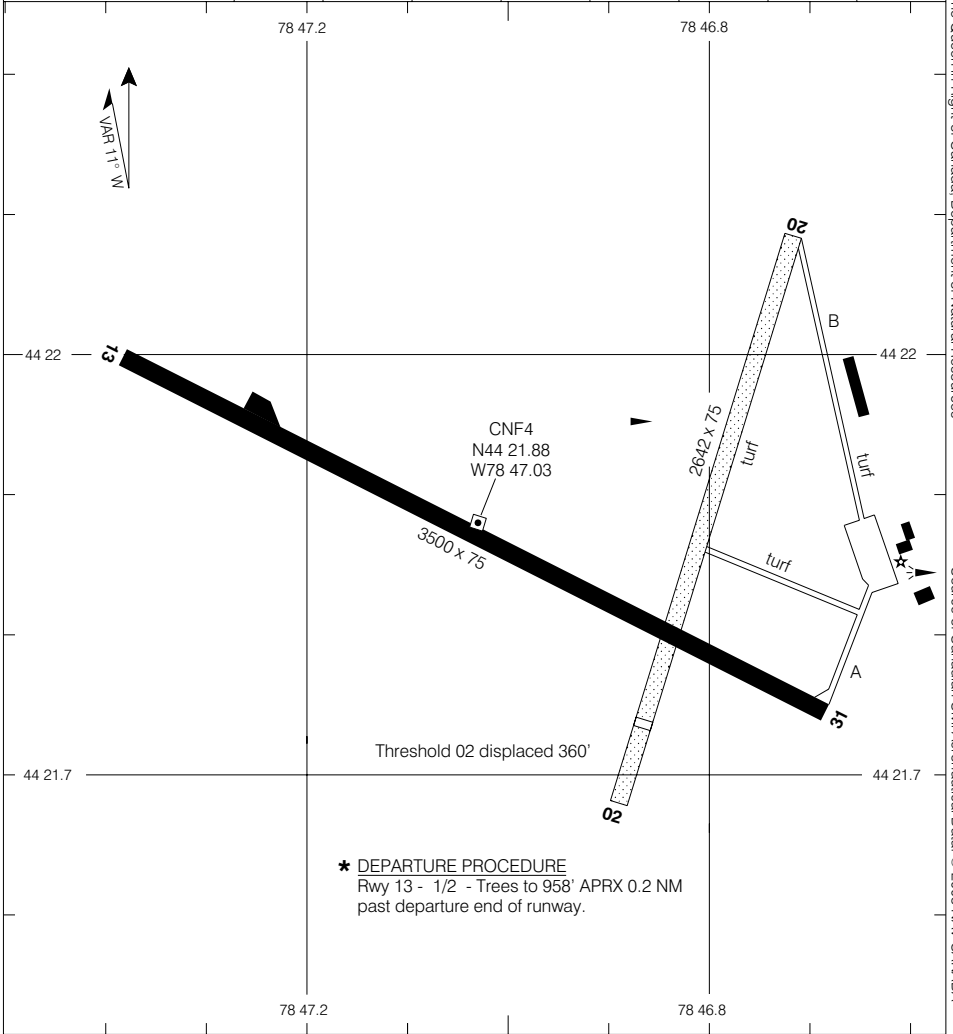 78 47.2
78 46.8
VAR 11° W
20
B
13
44 22
44 22
2642 x 75
turf
CNF4
N44 21.88
W78 47.03
turf
3500 x 75
turf
A
31
Threshold 02 displaced 360'
44 21.7
44 21.7
02
* DEPARTURE PROCEDURE
Rwy 13 - 1/2 - Trees to 958' APRX 0.2 NM
past departure end of runway.
78 47.2
78 46.8